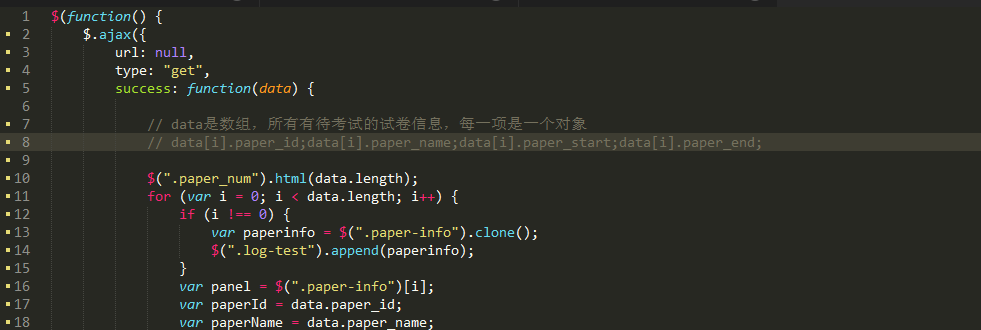 1 $(function() {
2 $.ajax({
3 url: null,
4 type: "get",
5 success: function(data) {
6
7 // data是数组，所有有待考试的试卷信息，每一项是一个对象
8 // data[i].paper_id;data[i].paper_name;data[i].paper_start;data[i].paper_end;
9
10 $(".paper_num").html(data.length);
11 for (var i = 0; i < data.length; i++) {
12 if (i !== 0) {
13 var paperinfo = $(".paper-info").clone();
14 $(".log-test").append(paperinfo);
15 }
16 var panel = $(".paper-info")[i];
17 var paperId = data.paper_id;
18 var paperName = data.paper_name;